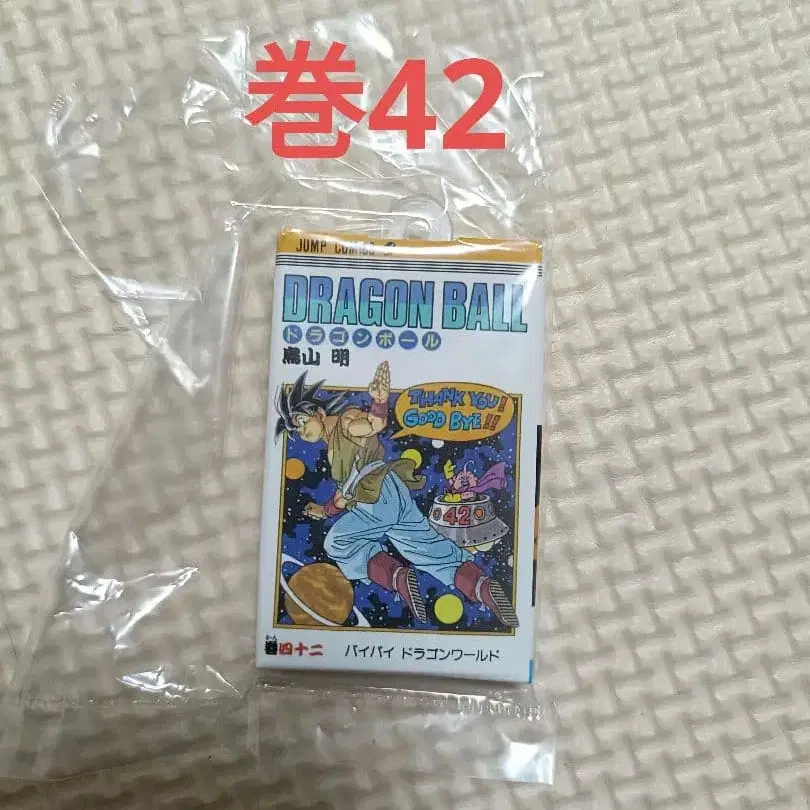 巻42
JUMP COMICS
DRAGON BALL
ドラゴンボール
鳥山 明
THANK YOU!
GOOD BYE!!
42
巻四十二
バイバイ ドラゴンワールド